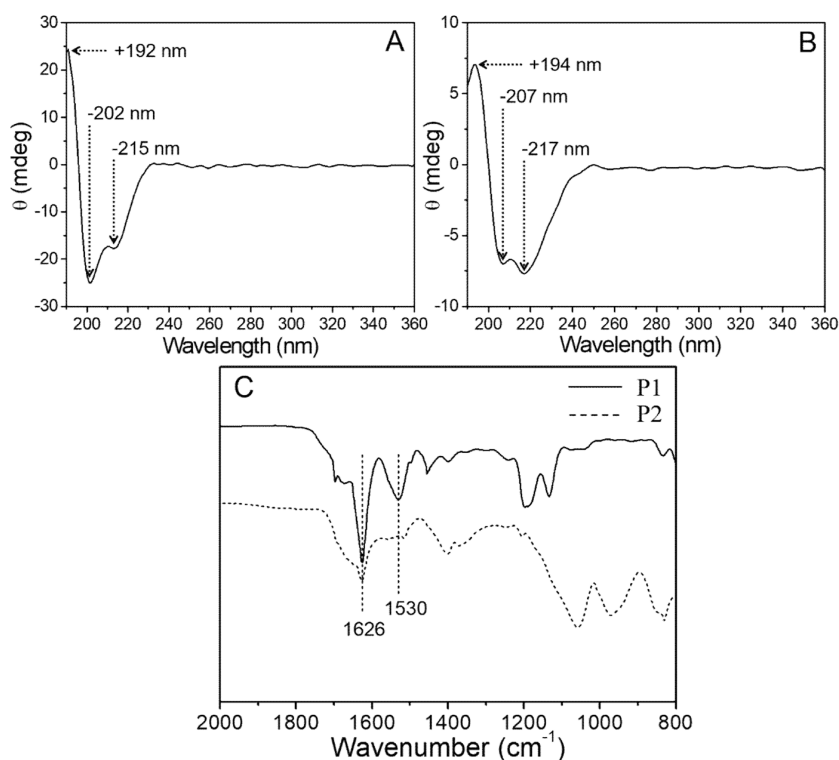 A
30
20
10
0
-10
-20
-30
θ (mdeg)
+192 nm
-202 nm
-215 nm
200 220 240 260 280 300 320 340 360
Wavelength (nm)
B
10
5
0
-5
-10
θ (mdeg)
+194 nm
-207 nm
-217 nm
200 220 240 260 280 300 320 340 360
Wavelength (nm)
C
P1
P2
1530
1626
2000 1800 1600 1400 1200 1000 800
Wavenumber (cm⁻¹)